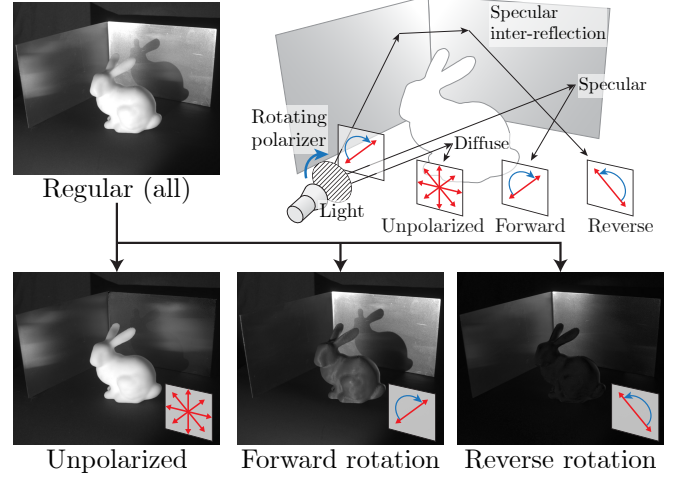 Specular
inter-reflection
Specular
Rotating
polarizer
Diffuse
Light
Unpolarized
Forward
Reverse
Regular (all)
Unpolarized
Forward rotation
Reverse rotation